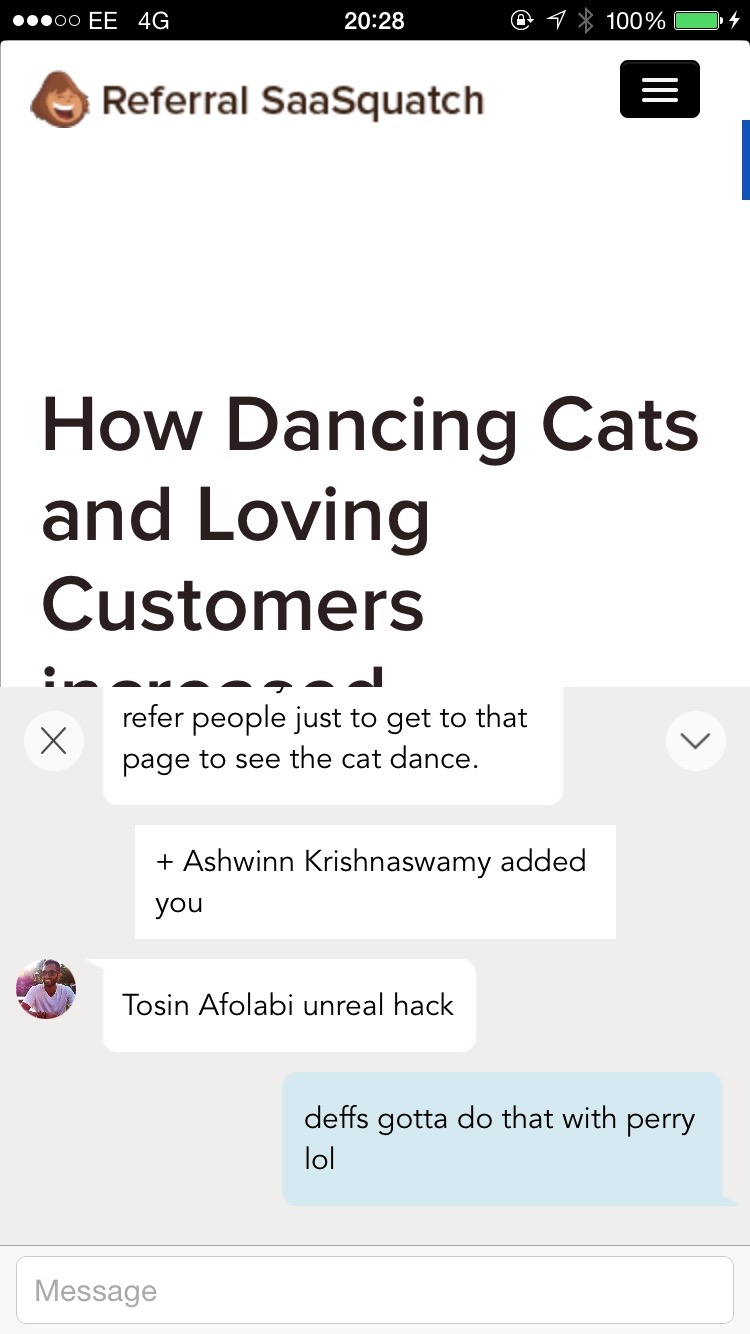 EE 4G 20:28 100%
Referral SaaSquatch
How Dancing Cats
and Loving
Customers
increased
refer people just to get to that
page to see the cat dance.
+ Ashwinn Krishnaswamy added
you
Tosin Afolabi unreal hack
deffs gotta do that with perry
lol
Message